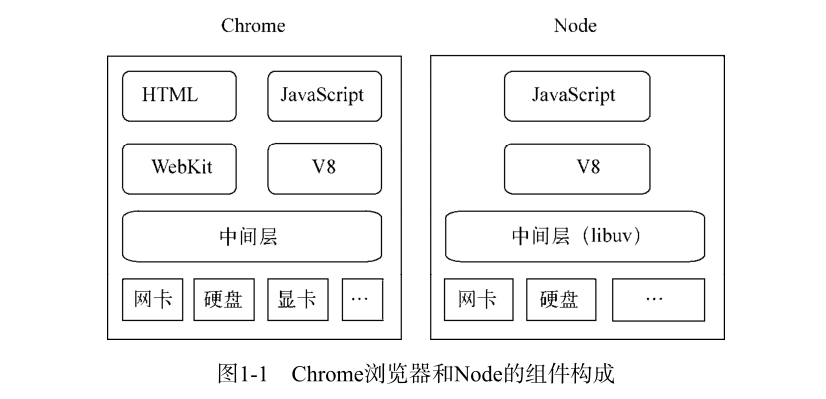 Chrome Node
HTML JavaScript JavaScript
WebKit V8 V8
中间层 中间层（libuv）
网卡 硬盘 显卡 … 网卡 硬盘 …
图1-1 Chrome浏览器和Node的组件构成